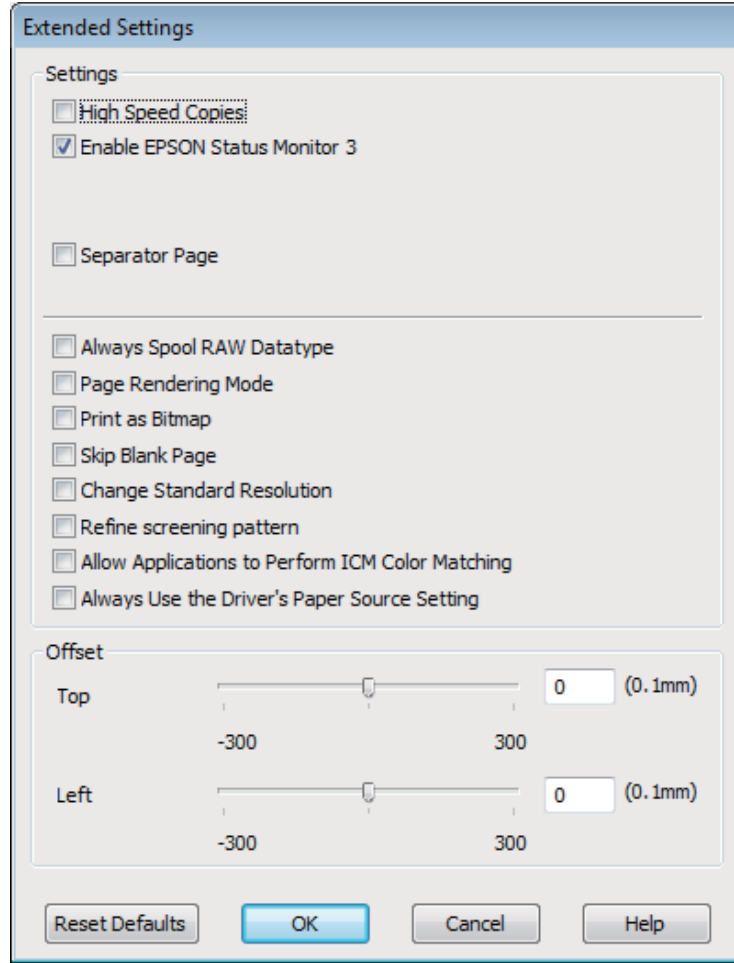 Extended Settings
Settings
High Speed Copies
Enable EPSON Status Monitor 3
Separator Page
Always Spool RAW Datatype
Page Rendering Mode
Print as Bitmap
Skip Blank Page
Change Standard Resolution
Refine screening pattern
Allow Applications to Perform ICM Color Matching
Always Use the Driver's Paper Source Setting
Offset
Top 0 (0.1mm)
-300 300
Left 0 (0.1mm)
-300 300
Reset Defaults OK Cancel Help